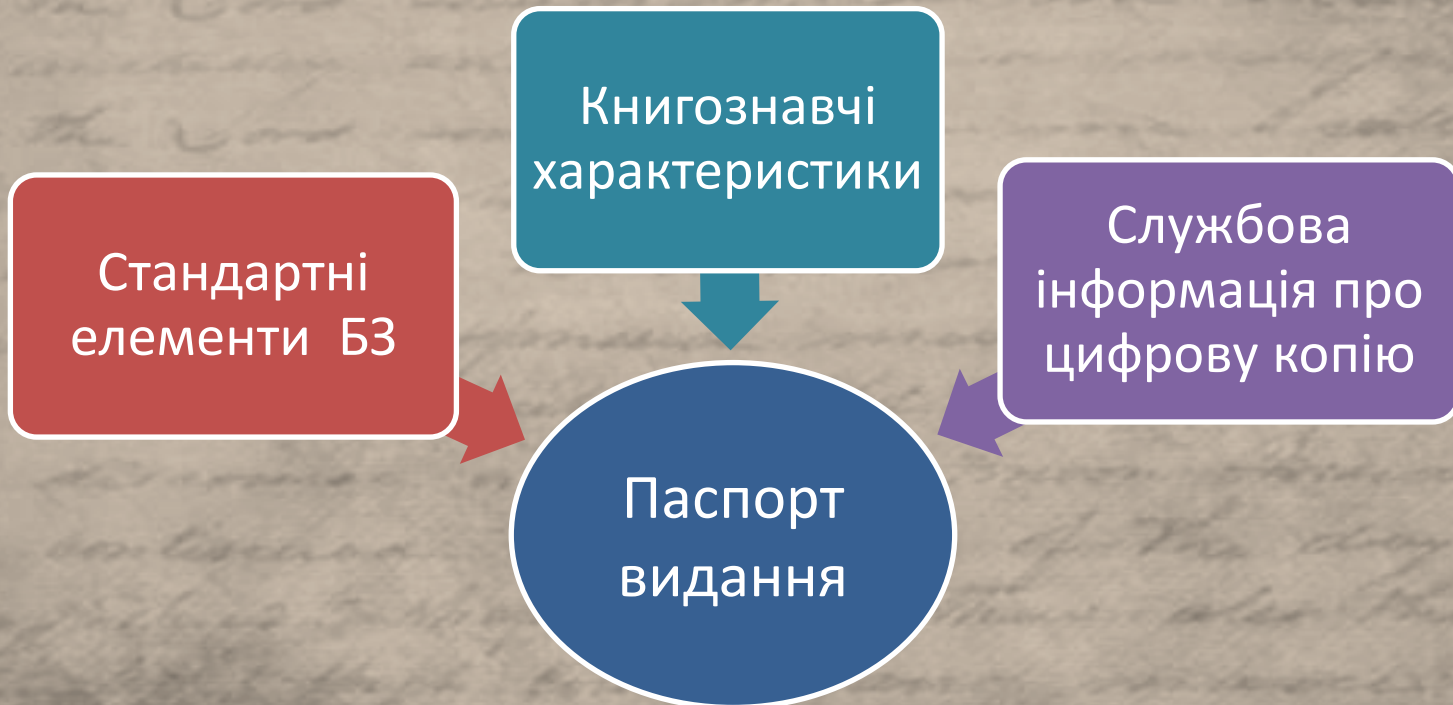 Книгознавчі
характеристики
Стандартні
елементи БЗ
Службова
інформація про
цифрову копію
Паспорт
видання